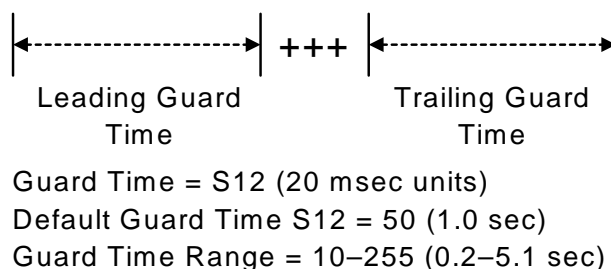 +++
Leading Guard Time
Trailing Guard Time
Guard Time = S12 (20 msec units)
Default Guard Time S12 = 50 (1.0 sec)
Guard Time Range = 10–255 (0.2–5.1 sec)